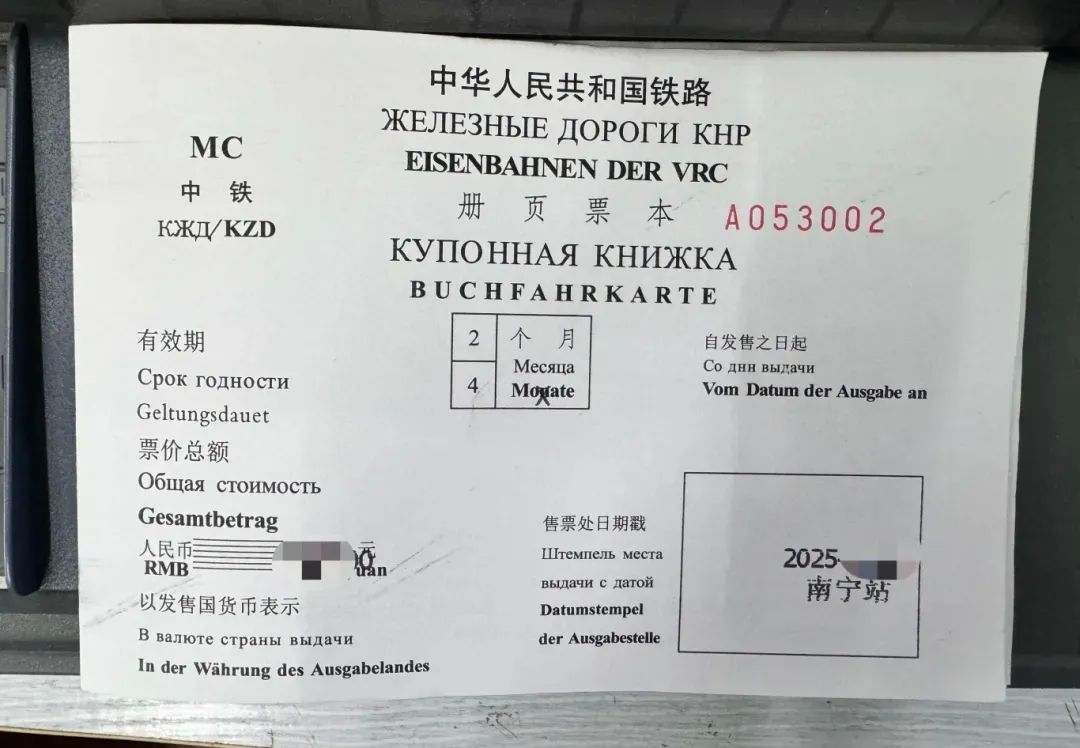 中华人民共和国铁路
ЖЕЛЕЗНЫЕ ДОРОГИ КНР
EISENBAHNEN DER VRC
MC
中 铁
КЖД/KZD
册 页 票 本
A053002
КУПОННАЯ КНИЖКА
BUCHFAHRKARTE
有效期
Срок годности
Geltungsdauet
2
4
个 月
Месяца
Monate
自发售之日起
Со днн выдачи
Vom Datum der Ausgabe an
票价总额
Общая стоимость
Gesamtbetrag
人民币 元
RMB uan
以发售国货币表示
В валюте страны выдачи
In der Währung des Ausgabelandes
售票处日期戳
Штемпель места
выдачи с датой
Datumstempel
der Ausgabestelle
2025
南宁站